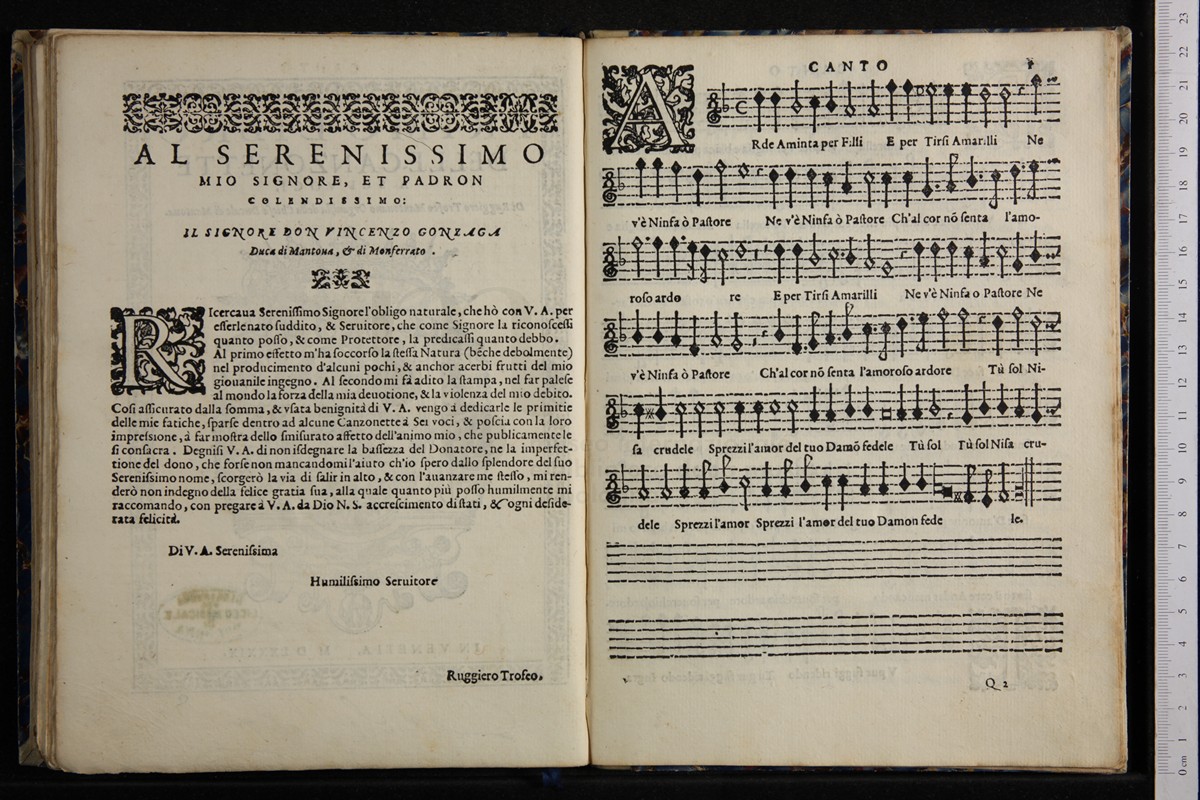 AL SERENISSIMO
MIO SIGNORE, ET PADRON
COLENDISSIMO:
IL SIGNORE DON VINCENZO GONZAGA
Duca di Mantoua, & di Monferrato.
RIcercaua Serenissimo Signore l'obligo naturale, che hò con V. A. per
esserle nato suddito, & Seruitore, che come Signore la riconoscessi
quanto posso, & come Protettore, la predicassi quanto debbo.
Al primo effetto m'ha soccorso la stessa Natura (bẽche debolmente)
nel producimento d'alcuni pochi, & anchor acerbi frutti del mio
giouanile ingegno. Al secondo mi fà adito la stampa, nel far palese
al mondo la forza della mia deuotione, & la violenza del mio debito.
Così assicurato dalla somma, & vsata benignità di V. A. vengo à dedicarle le primitie
delle mie fatiche, sparse dentro ad alcune Canzonette à Sei voci, & poscia con la loro
impressione, à far mostra dello smisurato affetto dell'animo mio, che publicamente le
si consacra. Degnisi V. A. di non isdegnare la bassezza del Donatore, ne la imperfet-
tione del dono, che forse non mancandomi l'aiuto ch'io spero dallo splendore del suo
Serenissimo nome, scorgerò la via di salir in alto, & con l'auanzare me stesso, mi ren-
derò non indegno della felice gratia sua, alla quale quanto più posso humilmente mi
raccomando, con pregare à V. A. da Dio N. S. accrescimento di stati, & ogni deside-
rata felicità.
Di V. A. Serenissima
Humilissimo Seruitore
Ruggiero Trofeo.
CANTO
ARde Aminta per Filli E per Tirsi Amarilli Ne
v'è Ninfa ò Pastore Ne v'è Ninfa ò Pastore Ch'al cor nõ senta l'amo-
roso ardo re E per Tirsi Amarilli Ne v'è Ninfa o Pastore Ne
v'è Ninfa ò Pastore Ch'al cor nõ senta l'amoroso ardore Tù sol Ni-
sa crudele Sprezzi l'amor del tuo Damõ fedele Tù sol Tù sol Nisa cru-
dele Sprezzi l'amor Sprezzi l'amor del tuo Damon fede le.
Q 2